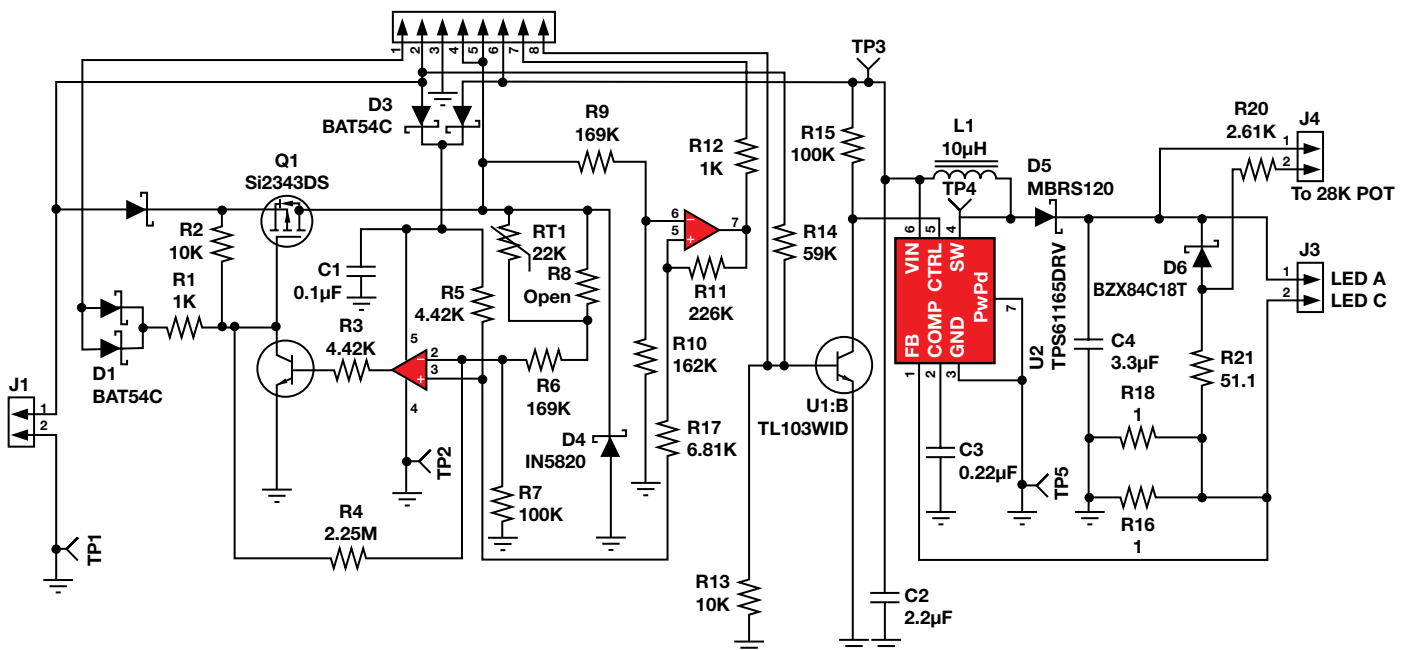 1 2 3 4 5 6 7 8
TP3
D3
BAT54C
R9
169K
R12
1K
R15
100K
L1
10µH
TP4
D5
MBRS120
R20
2.61K
J4
1
2
To 28K POT
Q1
Si2343DS
R2
10K
R1
1K
C1
0.1µF
RT1
22K
R8
Open
R5
4.42K
6
5
7
–
+
R11
226K
R14
59K
6 5 4
VIN
CTRL
SW
FB
COMP
GND
PwPd
7
1 2 3
U2
TPS61165DRV
D6
BZX84C18T
J3
1
2
LED A
LED C
C4
3.3µF
R21
51.1
R18
1
R16
1
D1
BAT54C
J1
1
2
R3
4.42K
5
2
3
4
–
+
R6
169K
R10
162K
U1:B
TL103WID
D4
IN5820
R17
6.81K
C3
0.22µF
TP2
TP5
R7
100K
R4
2.25M
TP1
R13
10K
C2
2.2µF